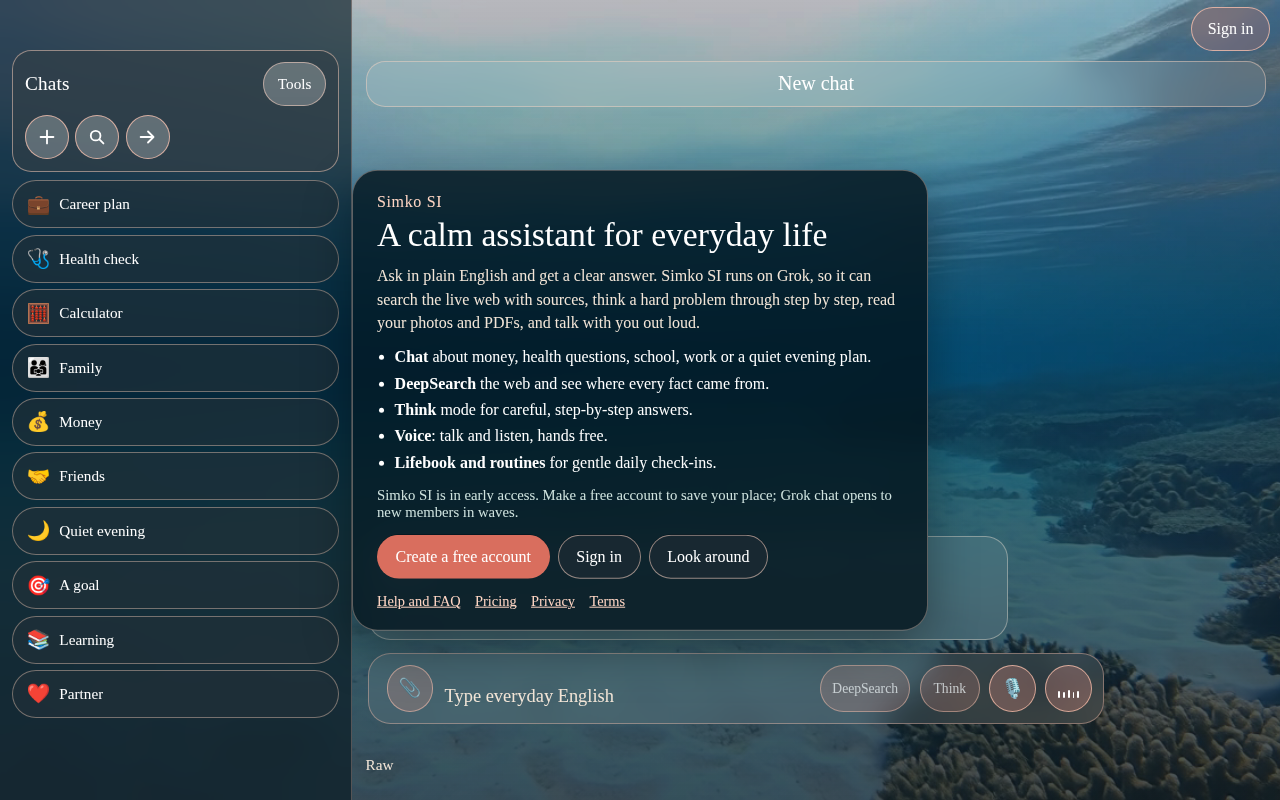 Sign in
Chats
Tools
New chat
Career plan
Health check
Calculator
Family
Money
Friends
Quiet evening
A goal
Learning
Partner
Simko SI
A calm assistant for everyday life
Ask in plain English and get a clear answer. Simko SI runs on Grok, so it can
search the live web with sources, think a hard problem through step by step, read
your photos and PDFs, and talk with you out loud.
• Chat about money, health questions, school, work or a quiet evening plan.
• DeepSearch the web and see where every fact came from.
• Think mode for careful, step-by-step answers.
• Voice: talk and listen, hands free.
• Lifebook and routines for gentle daily check-ins.
Simko SI is in early access. Make a free account to save your place; Grok chat opens to
new members in waves.
Create a free account
Sign in
Look around
Help and FAQ
Pricing
Privacy
Terms
Type everyday English
DeepSearch
Think
Raw